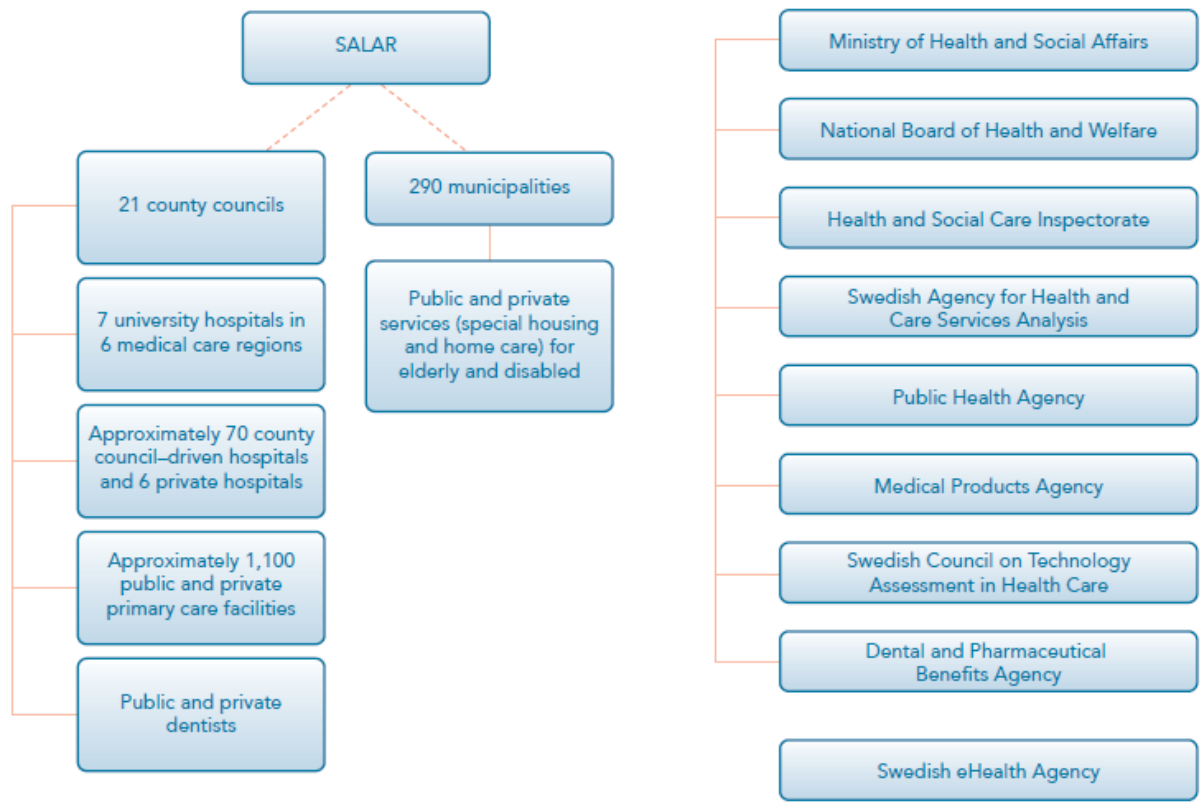 SALAR
21 county councils
7 university hospitals in
6 medical care regions
Approximately 70 county
council–driven hospitals
and 6 private hospitals
Approximately 1,100
public and private
primary care facilities
Public and private
dentists
290 municipalities
Public and private
services (special housing
and home care) for
elderly and disabled
Ministry of Health and Social Affairs
National Board of Health and Welfare
Health and Social Care Inspectorate
Swedish Agency for Health and
Care Services Analysis
Public Health Agency
Medical Products Agency
Swedish Council on Technology
Assessment in Health Care
Dental and Pharmaceutical
Benefits Agency
Swedish eHealth Agency